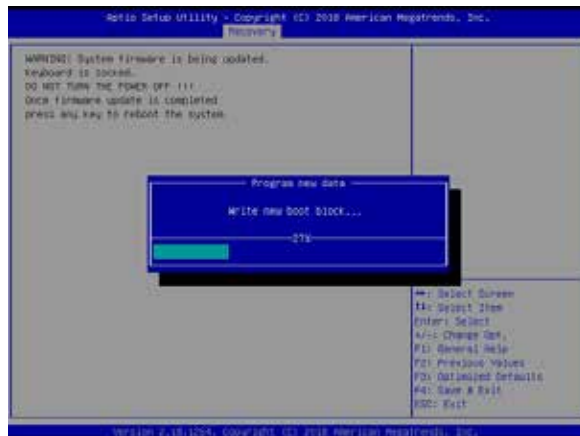 Aptio Setup Utility - Copyright (C) 2018 American Megatrends, Inc.
Recovery
WARNING! System firmware is being updated.
Keyboard is locked.
DO NOT TURN THE POWER OFF !!!
Once firmware update is completed
press any key to reboot the system.
Program new data
Write new boot block...
27%
→←: Select Screen
↑↓: Select Item
Enter: Select
+/-: Change Opt.
F1: General Help
F2: Previous Values
F3: Optimized Defaults
F4: Save & Exit
ESC: Exit
Version 2.18.1254. Copyright (C) 2018 American Megatrends, Inc.